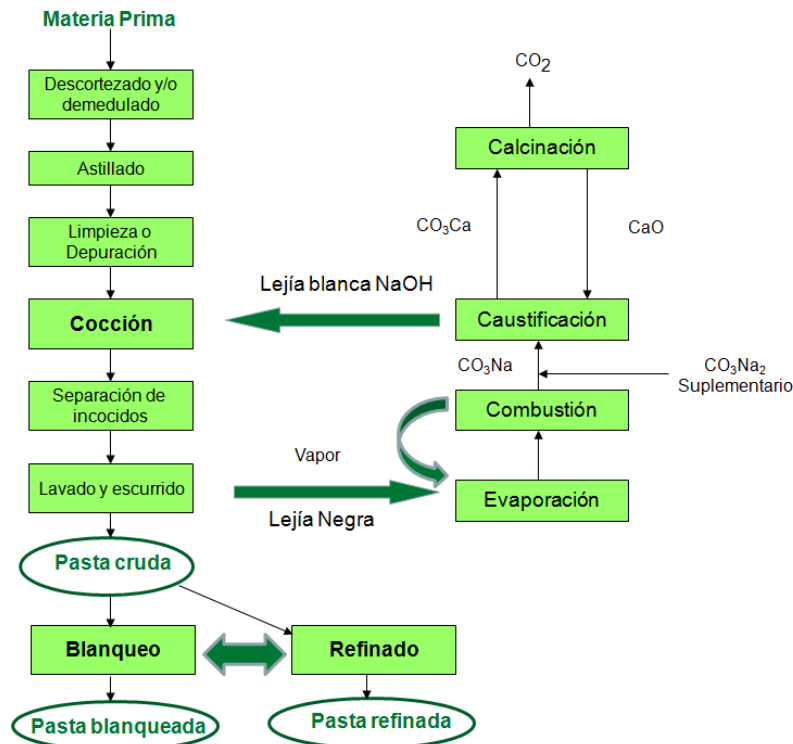 Materia Prima
Descortezado y/o
demedulado
Astillado
Limpieza o
Depuración
Cocción
Separación de
incocidos
Lavado y escurrido
Pasta cruda
Blanqueo
Refinado
Pasta blanqueada
Pasta refinada
CO2
Calcinación
CO3Ca
CaO
Lejía blanca NaOH
Caustificación
CO3Na
CO3Na2
Suplementario
Combustión
Vapor
Evaporación
Lejía Negra